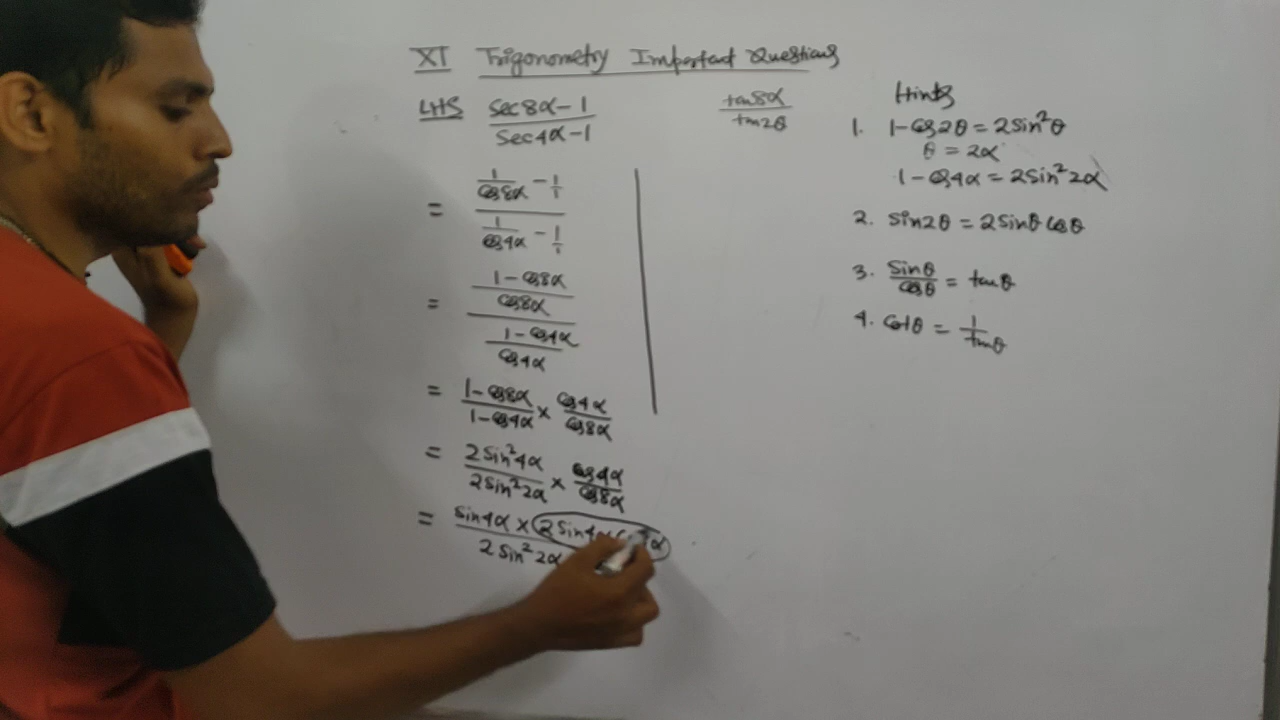 XI Trigonometry Important Questions
LHS sec8α-1 / sec4α-1
tan8α / tan2θ
= 1/cos8α - 1/1 / 1/cos4α - 1/1
= 1-cos8α / cos8α / 1-cos4α / cos4α
= 1-cos8α / 1-cos4α × cos4α / cos8α
= 2sin²4α / 2sin²2α × cos4α / cos8α
= sin4α × 2sin4α / 2sin²2α
Hints
1. 1-cos2θ = 2sin²θ
θ = 2α
1-cos4α = 2sin²2α
2. sin2θ = 2sinθ cosθ
3. sinθ / cosθ = tanθ
4. cotθ = 1 / tanθ